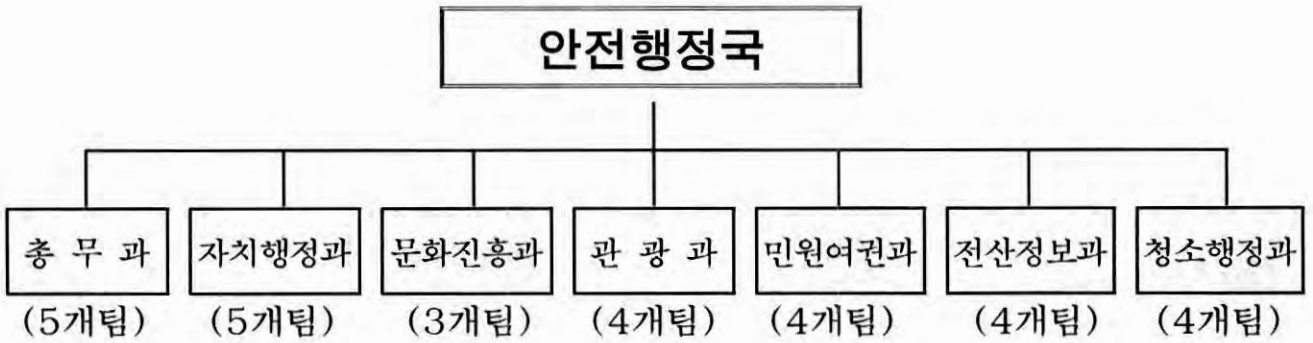 안전행정국
총 무 과 자치행정과 문화진흥과 관 광 과 민원여권과 전산정보과 청소행정과
(5개팀) (5개팀) (3개팀) (4개팀) (4개팀) (4개팀) (4개팀)